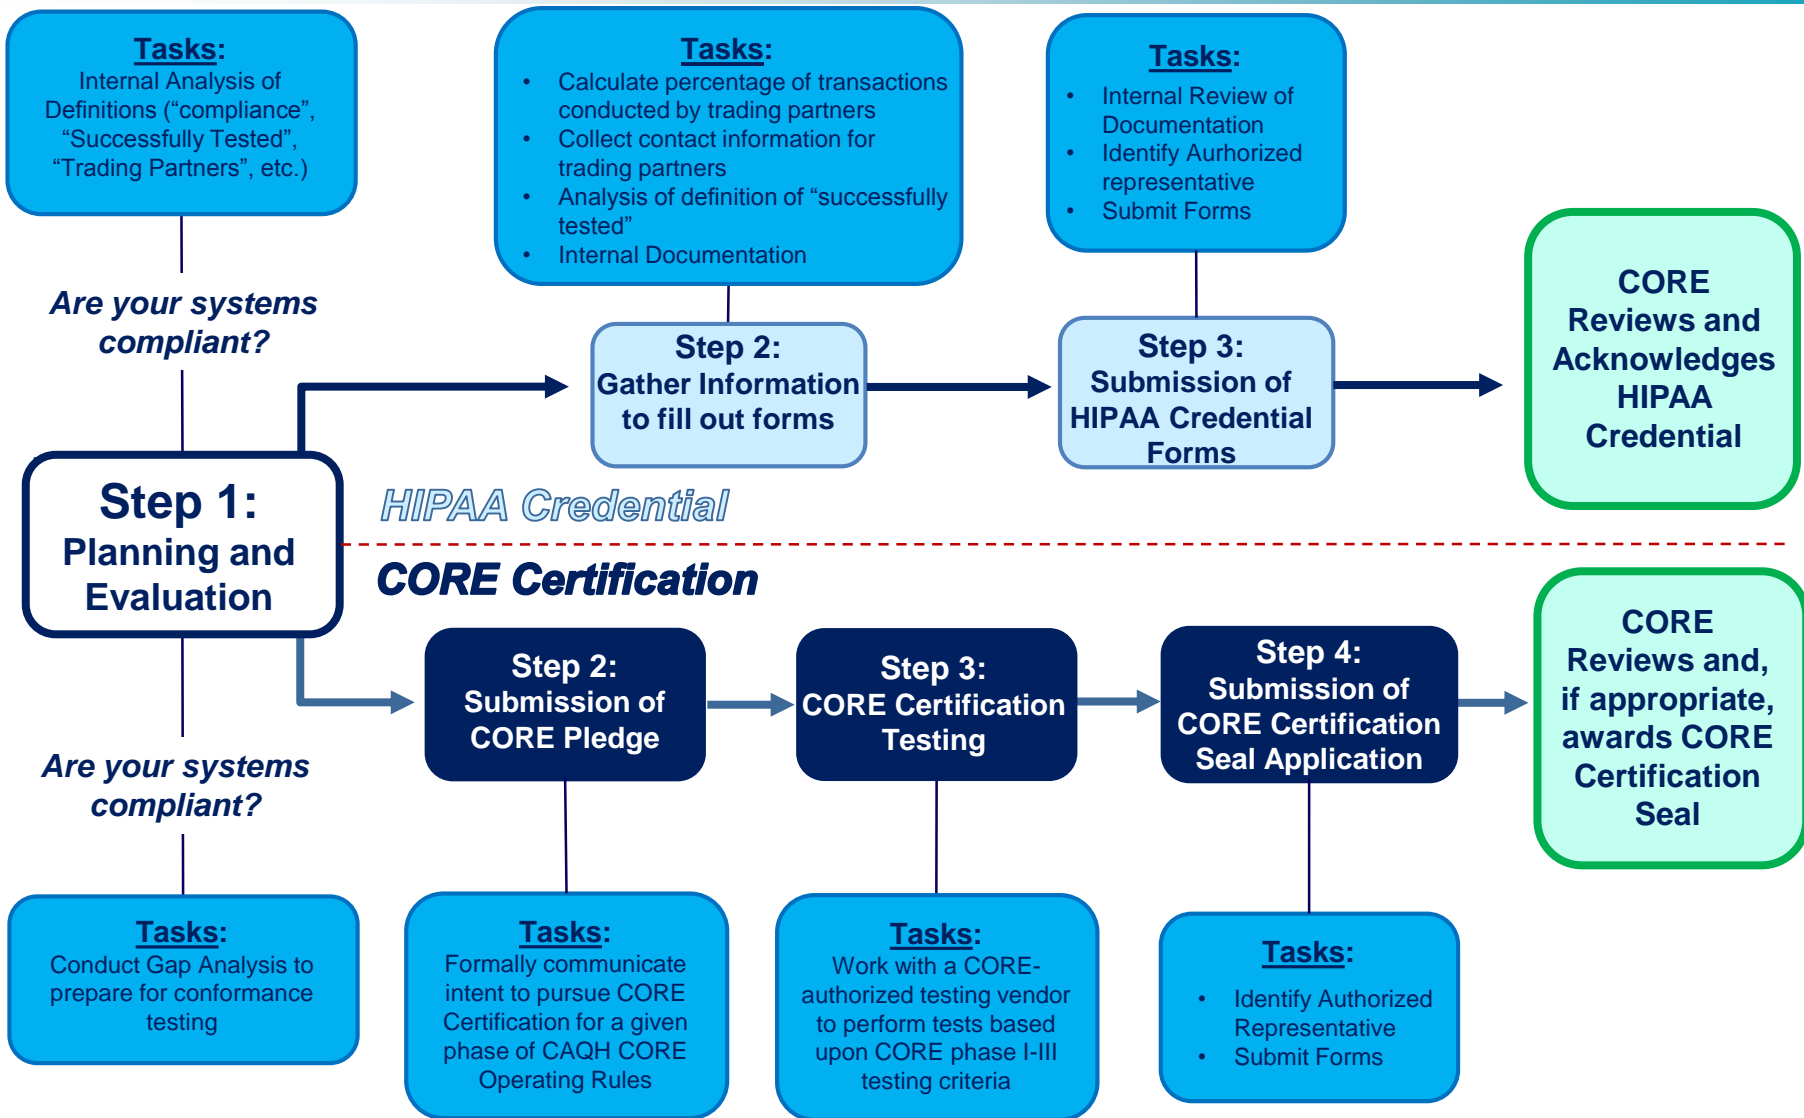 Tasks:
Internal Analysis of
Definitions (“compliance”,
“Successfully Tested”,
“Trading Partners”, etc.)
Tasks:
• Calculate percentage of transactions
conducted by trading partners
• Collect contact information for
trading partners
• Analysis of definition of “successfully
tested”
• Internal Documentation
Tasks:
• Internal Review of
Documentation
• Identify Aurhorized
representative
• Submit Forms
Are your systems
compliant?
Step 2:
Gather Information
to fill out forms
Step 3:
Submission of
HIPAA Credential
Forms
CORE
Reviews and
Acknowledges
HIPAA
Credential
Step 1:
Planning and
Evaluation
HIPAA Credential
CORE Certification
Step 2:
Submission of
CORE Pledge
Step 3:
CORE Certification
Testing
Step 4:
Submission of
CORE Certification
Seal Application
CORE
Reviews and,
if appropriate,
awards CORE
Certification
Seal
Are your systems
compliant?
Tasks:
Conduct Gap Analysis to
prepare for conformance
testing
Tasks:
Formally communicate
intent to pursue CORE
Certification for a given
phase of CAQH CORE
Operating Rules
Tasks:
Work with a CORE-
authorized testing vendor
to perform tests based
upon CORE phase I-III
testing criteria
Tasks:
• Identify Authorized
Representative
• Submit Forms